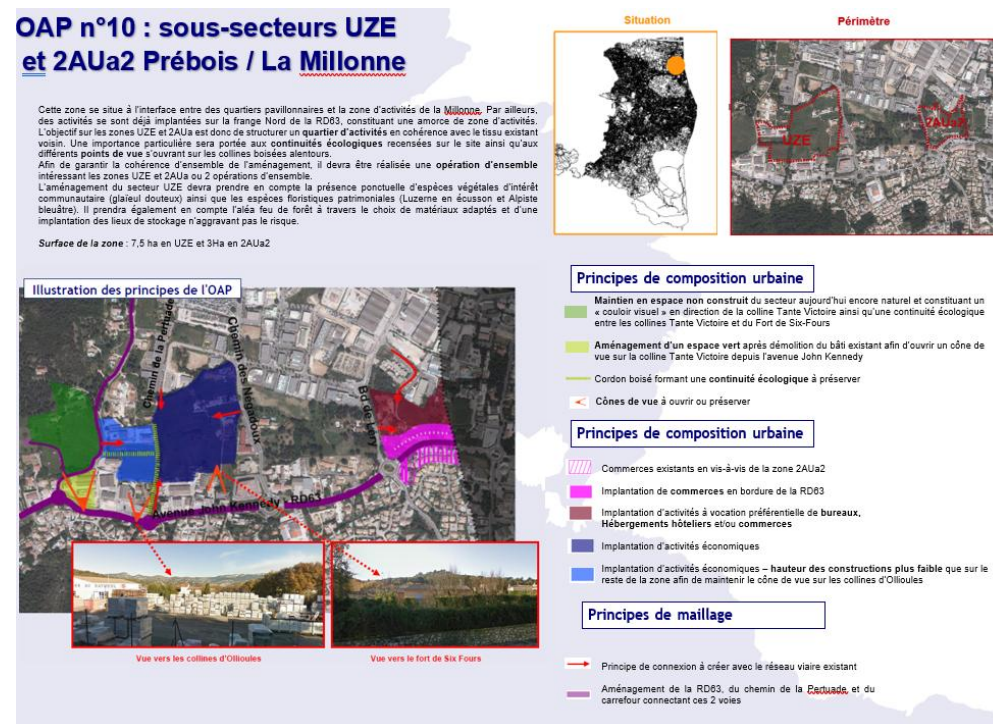 OAP n°10 : sous-secteurs UZE
et 2AUa2 Prébois / La Millonne
Situation
Périmètre
UZE
2AUa2
Cette zone se situe à l'interface entre des quartiers pavillonnaires et la zone d'activités de la Millonne. Par ailleurs,
des activités se sont déjà implantées sur la frange Nord de la RD63, constituant une amorce de zone d'activités.
L'objectif sur les zones UZE et 2AUa est donc de structurer un quartier d'activités en cohérence avec le tissu existant
voisin. Une importance particulière sera portée aux continuités écologiques recensées sur le site ainsi qu'aux
différents points de vue s'ouvrant sur les collines boisées alentours.
Afin de garantir la cohérence d'ensemble de l'aménagement, il devra être réalisée une opération d'ensemble
intéressant les zones UZE et 2AUa ou 2 opérations d'ensemble.
L'aménagement du secteur UZE devra prendre en compte la présence ponctuelle d'espèces végétales d'intérêt
communautaire (glaïeul douteux) ainsi que les espèces floristiques patrimoniales (Luzerne en écusson et Alpiste
bleuâtre). Il prendra également en compte l'aléa feu de forêt à travers le choix de matériaux adaptés et d'une
implantation des lieux de stockage n'aggravant pas le risque.
Surface de la zone : 7,5 ha en UZE et 3Ha en 2AUa2
Illustration des principes de l'OAP
Chemin de la Pertuade
Chemin des Négadoux
Bd de Léry
Avenue John Kennedy - RD63
Vue vers les collines d'Ollioules
Vue vers le fort de Six Fours
Principes de composition urbaine
Maintien en espace non construit du secteur aujourd'hui encore naturel et constituant un
« couloir visuel » en direction de la colline Tante Victoire ainsi qu'une continuité écologique
entre les collines Tante Victoire et du Fort de Six-Fours
Aménagement d'un espace vert après démolition du bâti existant afin d'ouvrir un cône de
vue sur la colline Tante Victoire depuis l'avenue John Kennedy
Cordon boisé formant une continuité écologique à préserver
Cônes de vue à ouvrir ou préserver
Principes de composition urbaine
Commerces existants en vis-à-vis de la zone 2AUa2
Implantation de commerces en bordure de la RD63
Implantation d'activités à vocation préférentielle de bureaux,
Hébergements hôteliers et/ou commerces
Implantation d'activités économiques
Implantation d'activités économiques – hauteur des constructions plus faible que sur le
reste de la zone afin de maintenir le cône de vue sur les collines d'Ollioules
Principes de maillage
Principe de connexion à créer avec le réseau viaire existant
Aménagement de la RD63, du chemin de la Pertuade et du
carrefour connectant ces 2 voies